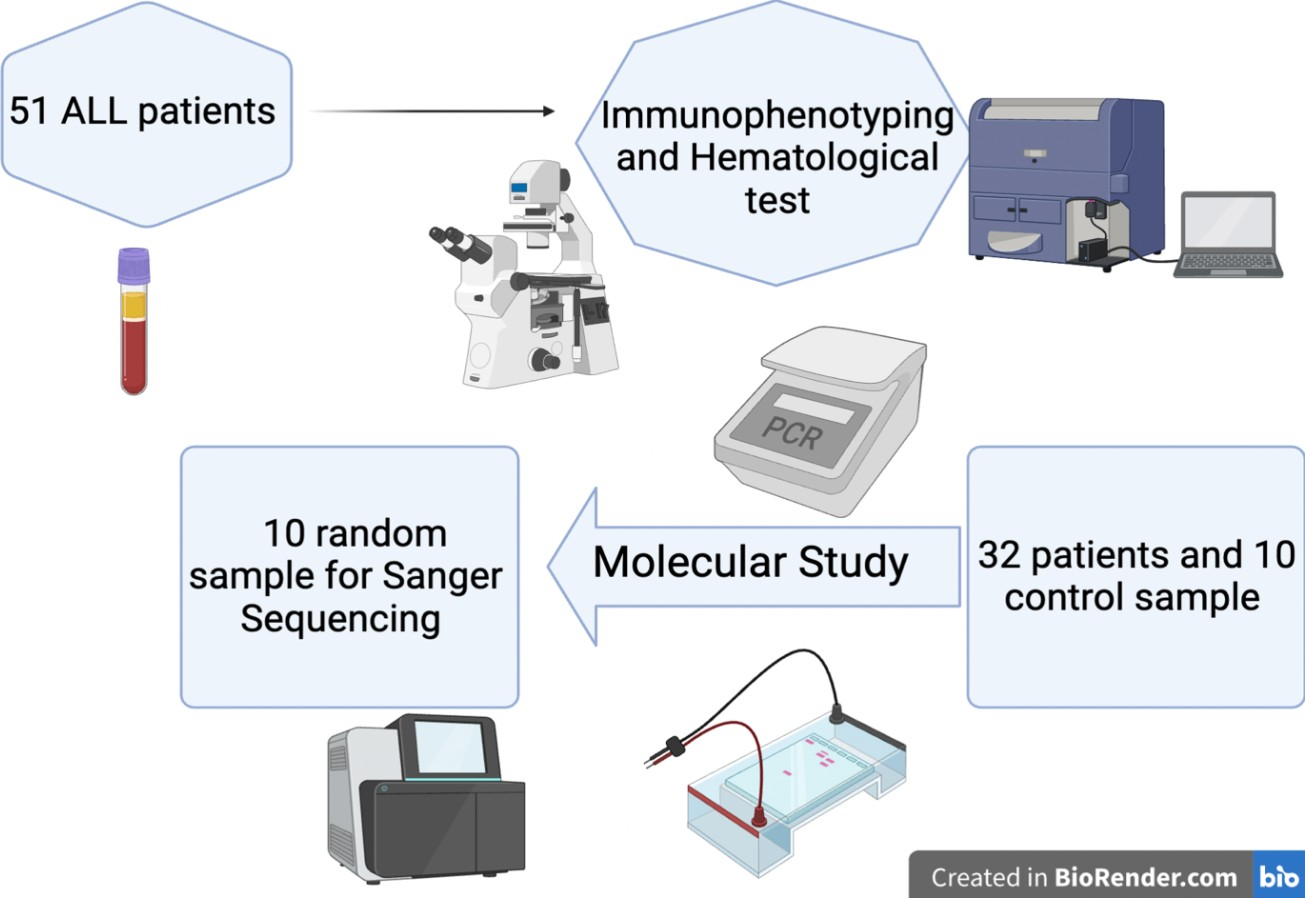 51 ALL patients
Immunophenotyping
and Hematological
test
PCR
32 patients and 10
control sample
Molecular Study
10 random
sample for Sanger
Sequencing
Created in BioRender.com bio